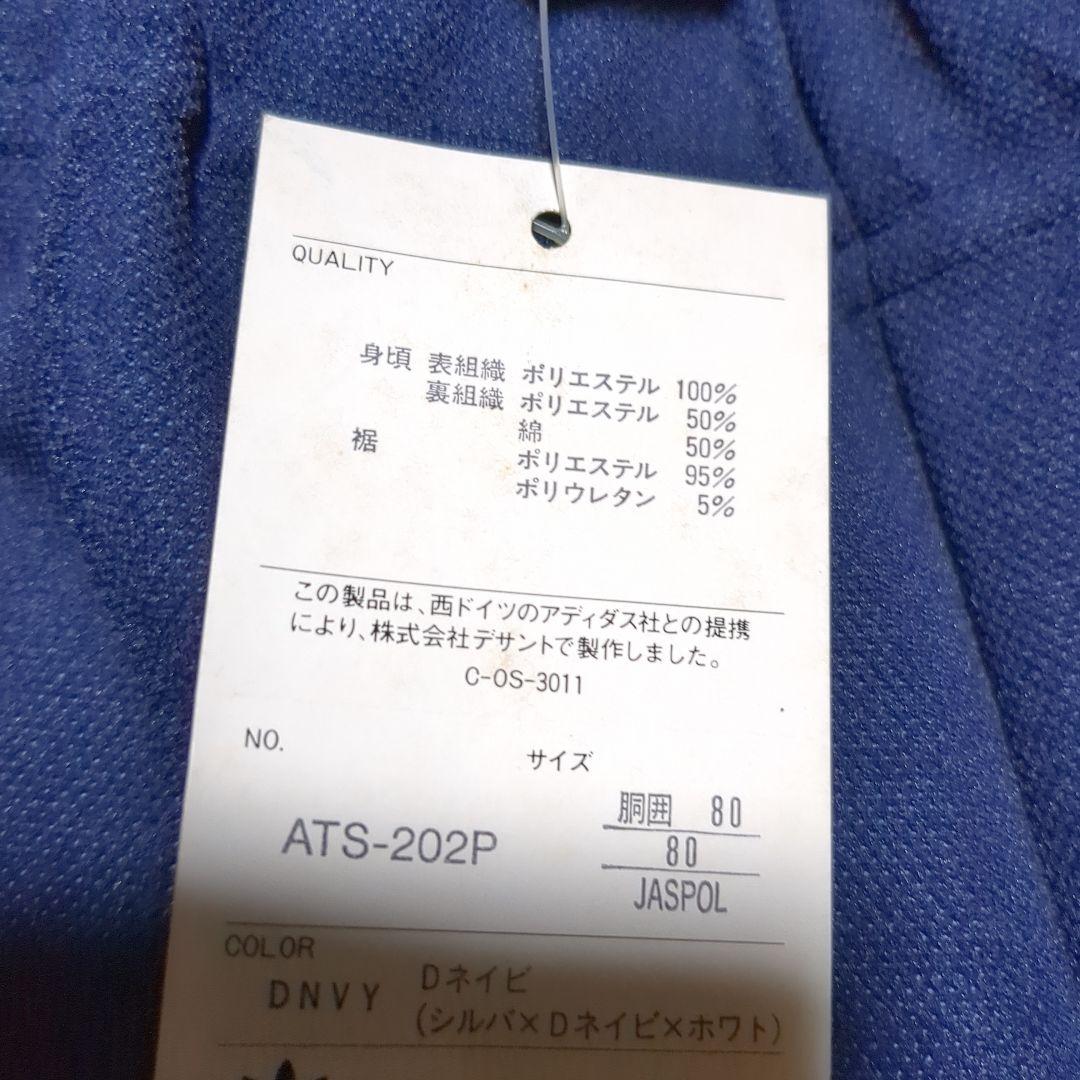 QUALITY
身頃 表組織 ポリエステル 100%
裏組織 ポリエステル 50%
綿 50%
裾 ポリエステル 95%
ポリウレタン 5%
この製品は、西ドイツのアディダス社との提携
により、株式会社デサントで製作しました。
C-OS-3011
NO. サイズ
ATS-202P
胴囲 80
80
JASPOL
COLOR
DNVY Dネイビ
(シルバ×Dネイビ×ホワト)